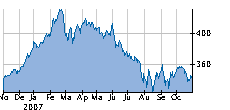 400
360
No De Ja Fe Ma Ap Ma Ju Ju Au Se Oc
2007